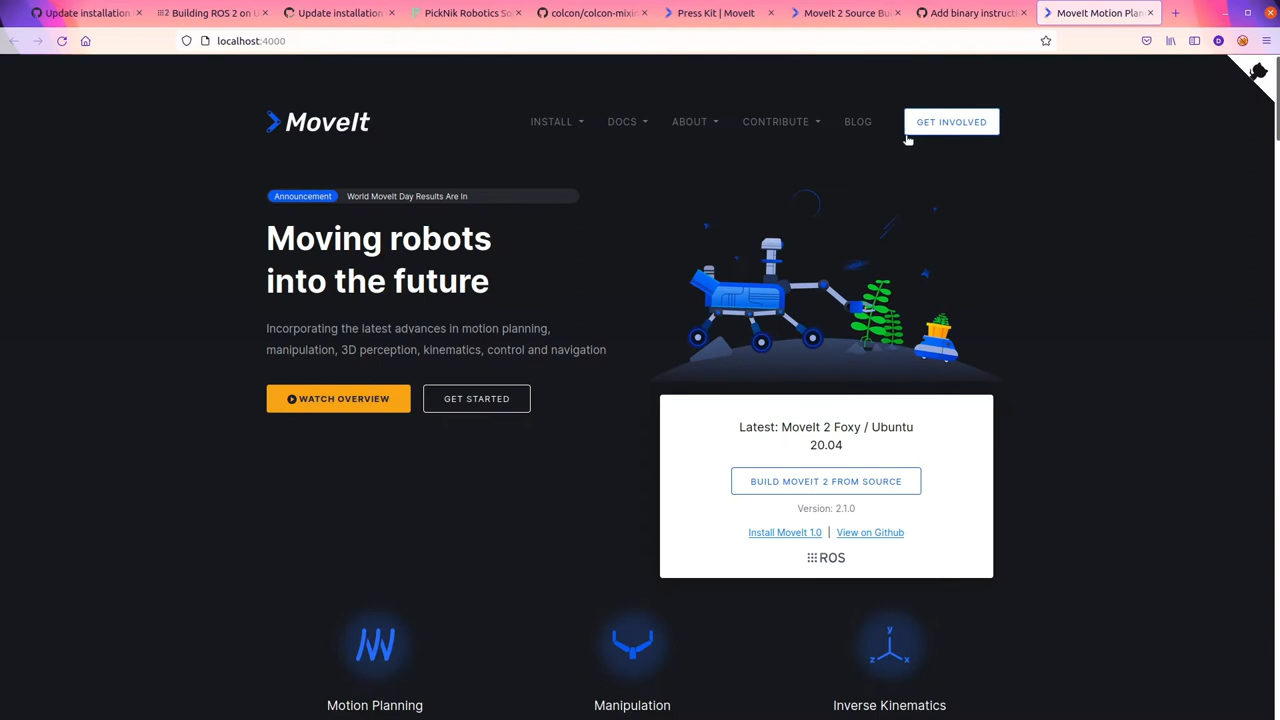 Update installation
Building ROS 2 on U
Update installation
PickNik Robotics So
colcon/colcon-mixin
Press Kit | MoveIt
MoveIt 2 Source Bui
Add binary instructi
MoveIt Motion Plan
localhost:4000
MoveIt
INSTALL
DOCS
ABOUT
CONTRIBUTE
BLOG
GET INVOLVED
Announcement World MoveIt Day Results Are In
Moving robots
into the future
Incorporating the latest advances in motion planning,
manipulation, 3D perception, kinematics, control and navigation
WATCH OVERVIEW
GET STARTED
Latest: MoveIt 2 Foxy / Ubuntu
20.04
BUILD MOVEIT 2 FROM SOURCE
Version: 2.1.0
Install MoveIt 1.0 | View on Github
ROS
y
z x
Motion Planning
Manipulation
Inverse Kinematics